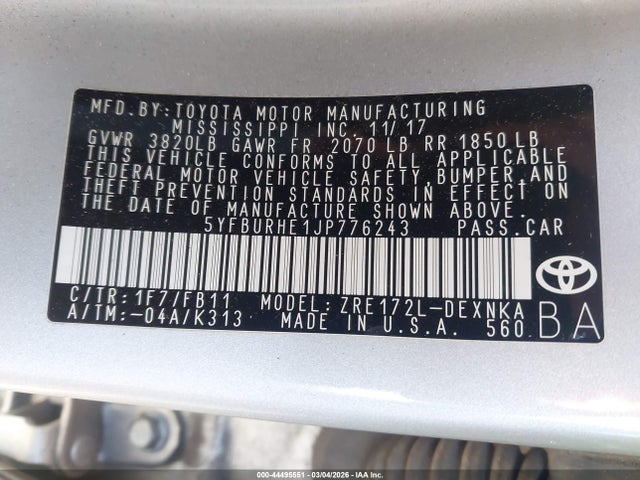 MFD.BY:TOYOTA MOTOR MANUFACTURING
MISSISSIPPI INC. 11/17
GVWR 3820LB GAWR FR 2070 LB RR 1850 LB
THIS VEHICLE CONFORMS TO ALL APPLICABLE
FEDERAL MOTOR VEHICLE SAFETY, BUMPER, AND
THEFT PREVENTION STANDARDS IN EFFECT ON
THE DATE OF MANUFACTURE SHOWN ABOVE.
5YFBURHE1JP776243 PASS.CAR
C/TR: 1F7/FB11 MODEL: ZRE172L-DEXNKA
A/TM:-04A/K313 MADE IN U.S.A. 560
BA
000-44495551 - 03/04/2026 - IAA Inc.